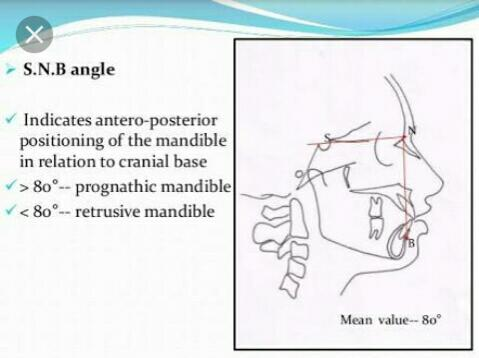 S.N.B angle
Indicates antero-posterior
positioning of the mandible
in relation to cranial base
> 80°-- prognathic mandible
< 80°-- retrusive mandible
S
N
B
Mean value-- 80°